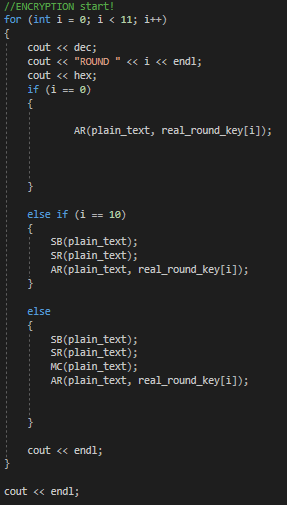 //ENCRYPTION start!
for (int i = 0; i < 11; i++)
{
    cout << dec;
    cout << "ROUND " << i << endl;
    cout << hex;
    if (i == 0)
    {
            AR(plain_text, real_round_key[i]);
    }
    else if (i == 10)
    {
        SB(plain_text);
        SR(plain_text);
        AR(plain_text, real_round_key[i]);
    }
    else
    {
        SB(plain_text);
        SR(plain_text);
        MC(plain_text);
        AR(plain_text, real_round_key[i]);
    }
    cout << endl;
}
cout << endl;